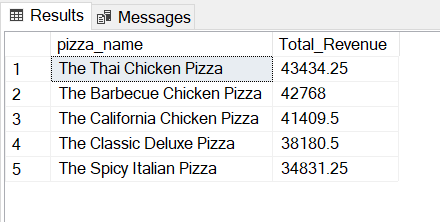 Results Messages
pizza_name Total_Revenue
1 The Thai Chicken Pizza 43434.25
2 The Barbecue Chicken Pizza 42768
3 The California Chicken Pizza 41409.5
4 The Classic Deluxe Pizza 38180.5
5 The Spicy Italian Pizza 34831.25